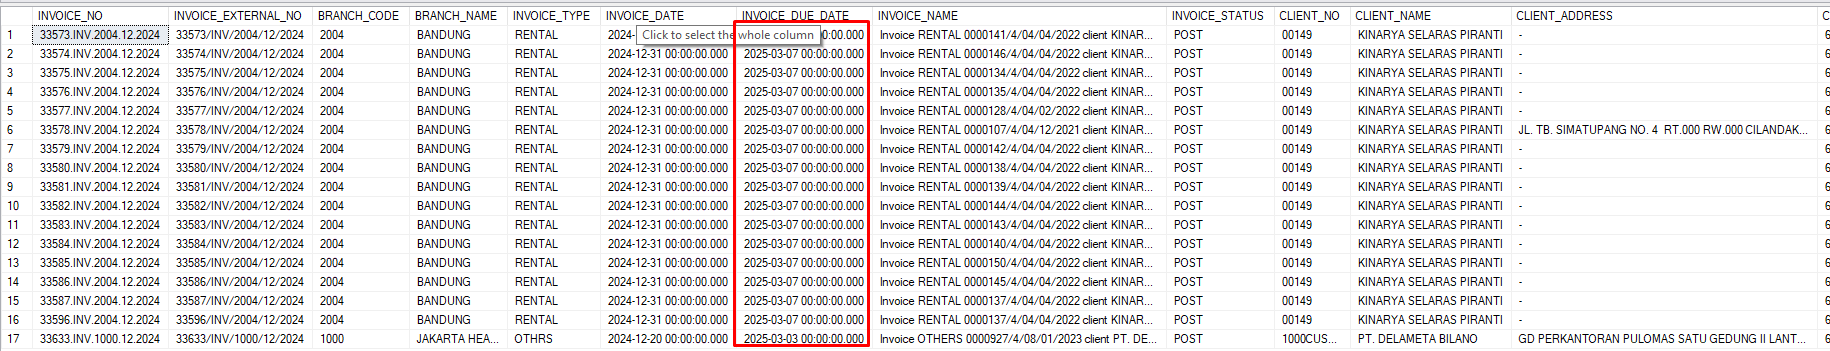 INVOICE_NO INVOICE_EXTERNAL_NO BRANCH_CODE BRANCH_NAME INVOICE_TYPE INVOICE_DATE INVOICE_DUE_DATE INVOICE_NAME INVOICE_STATUS CLIENT_NO CLIENT_NAME CLIENT_ADDRESS C
1 33573.INV.2004.12.2024 33573/INV/2004/12/2024 2004 BANDUNG RENTAL 2024- Click to select the whole column 0:00.000 Invoice RENTAL 0000141/4/04/04/2022 client KINAR... POST 00149 KINARYA SELARAS PIRANTI - 6
2 33574.INV.2004.12.2024 33574/INV/2004/12/2024 2004 BANDUNG RENTAL 2024-12-31 00:00:00.000 2025-03-07 00:00:00.000 Invoice RENTAL 0000146/4/04/04/2022 client KINAR... POST 00149 KINARYA SELARAS PIRANTI - 6
3 33575.INV.2004.12.2024 33575/INV/2004/12/2024 2004 BANDUNG RENTAL 2024-12-31 00:00:00.000 2025-03-07 00:00:00.000 Invoice RENTAL 0000134/4/04/04/2022 client KINAR... POST 00149 KINARYA SELARAS PIRANTI - 6
4 33576.INV.2004.12.2024 33576/INV/2004/12/2024 2004 BANDUNG RENTAL 2024-12-31 00:00:00.000 2025-03-07 00:00:00.000 Invoice RENTAL 0000135/4/04/04/2022 client KINAR... POST 00149 KINARYA SELARAS PIRANTI - 6
5 33577.INV.2004.12.2024 33577/INV/2004/12/2024 2004 BANDUNG RENTAL 2024-12-31 00:00:00.000 2025-03-07 00:00:00.000 Invoice RENTAL 0000128/4/04/02/2022 client KINAR... POST 00149 KINARYA SELARAS PIRANTI - 6
6 33578.INV.2004.12.2024 33578/INV/2004/12/2024 2004 BANDUNG RENTAL 2024-12-31 00:00:00.000 2025-03-07 00:00:00.000 Invoice RENTAL 0000107/4/04/12/2021 client KINAR... POST 00149 KINARYA SELARAS PIRANTI JL. TB. SIMATUPANG NO. 4 RT.000 RW.000 CILANDAK... 6
7 33579.INV.2004.12.2024 33579/INV/2004/12/2024 2004 BANDUNG RENTAL 2024-12-31 00:00:00.000 2025-03-07 00:00:00.000 Invoice RENTAL 0000142/4/04/04/2022 client KINAR... POST 00149 KINARYA SELARAS PIRANTI - 6
8 33580.INV.2004.12.2024 33580/INV/2004/12/2024 2004 BANDUNG RENTAL 2024-12-31 00:00:00.000 2025-03-07 00:00:00.000 Invoice RENTAL 0000138/4/04/04/2022 client KINAR... POST 00149 KINARYA SELARAS PIRANTI - 6
9 33581.INV.2004.12.2024 33581/INV/2004/12/2024 2004 BANDUNG RENTAL 2024-12-31 00:00:00.000 2025-03-07 00:00:00.000 Invoice RENTAL 0000139/4/04/04/2022 client KINAR... POST 00149 KINARYA SELARAS PIRANTI - 6
10 33582.INV.2004.12.2024 33582/INV/2004/12/2024 2004 BANDUNG RENTAL 2024-12-31 00:00:00.000 2025-03-07 00:00:00.000 Invoice RENTAL 0000144/4/04/04/2022 client KINAR... POST 00149 KINARYA SELARAS PIRANTI - 6
11 33583.INV.2004.12.2024 33583/INV/2004/12/2024 2004 BANDUNG RENTAL 2024-12-31 00:00:00.000 2025-03-07 00:00:00.000 Invoice RENTAL 0000143/4/04/04/2022 client KINAR... POST 00149 KINARYA SELARAS PIRANTI - 6
12 33584.INV.2004.12.2024 33584/INV/2004/12/2024 2004 BANDUNG RENTAL 2024-12-31 00:00:00.000 2025-03-07 00:00:00.000 Invoice RENTAL 0000140/4/04/04/2022 client KINAR... POST 00149 KINARYA SELARAS PIRANTI - 6
13 33585.INV.2004.12.2024 33585/INV/2004/12/2024 2004 BANDUNG RENTAL 2024-12-31 00:00:00.000 2025-03-07 00:00:00.000 Invoice RENTAL 0000150/4/04/04/2022 client KINAR... POST 00149 KINARYA SELARAS PIRANTI - 6
14 33586.INV.2004.12.2024 33586/INV/2004/12/2024 2004 BANDUNG RENTAL 2024-12-31 00:00:00.000 2025-03-07 00:00:00.000 Invoice RENTAL 0000145/4/04/04/2022 client KINAR... POST 00149 KINARYA SELARAS PIRANTI - 6
15 33587.INV.2004.12.2024 33587/INV/2004/12/2024 2004 BANDUNG RENTAL 2024-12-31 00:00:00.000 2025-03-07 00:00:00.000 Invoice RENTAL 0000137/4/04/04/2022 client KINAR... POST 00149 KINARYA SELARAS PIRANTI - 6
16 33596.INV.2004.12.2024 33596/INV/2004/12/2024 2004 BANDUNG RENTAL 2024-12-31 00:00:00.000 2025-03-07 00:00:00.000 Invoice RENTAL 0000137/4/04/04/2022 client KINAR... POST 00149 KINARYA SELARAS PIRANTI - 6
17 33633.INV.1000.12.2024 33633/INV/1000/12/2024 1000 JAKARTA HEA... OTHRS 2024-12-20 00:00:00.000 2025-03-03 00:00:00.000 Invoice OTHERS 0000927/4/08/01/2023 client PT. DE... POST 1000CUS... PT. DELAMETA BILANO GD PERKANTORAN PULOMAS SATU GEDUNG II LANT... 6